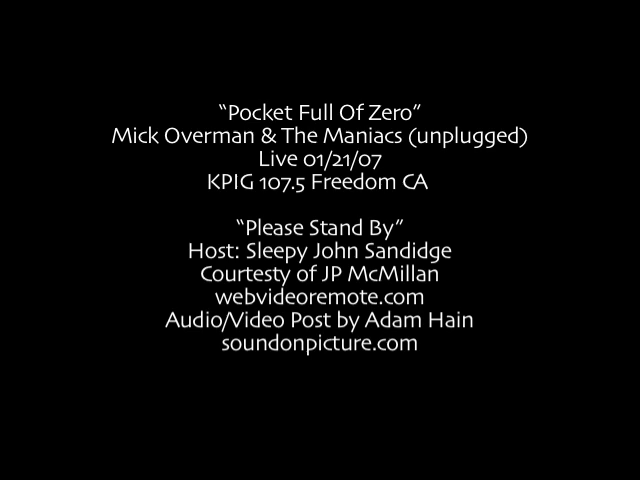 “Pocket Full Of Zero”
Mick Overman & The Maniacs (unplugged)
Live 01/21/07
KPIG 107.5 Freedom CA
“Please Stand By”
Host: Sleepy John Sandidge
Courtesty of JP McMillan
webvideoremote.com
Audio/Video Post by Adam Hain
soundonpicture.com